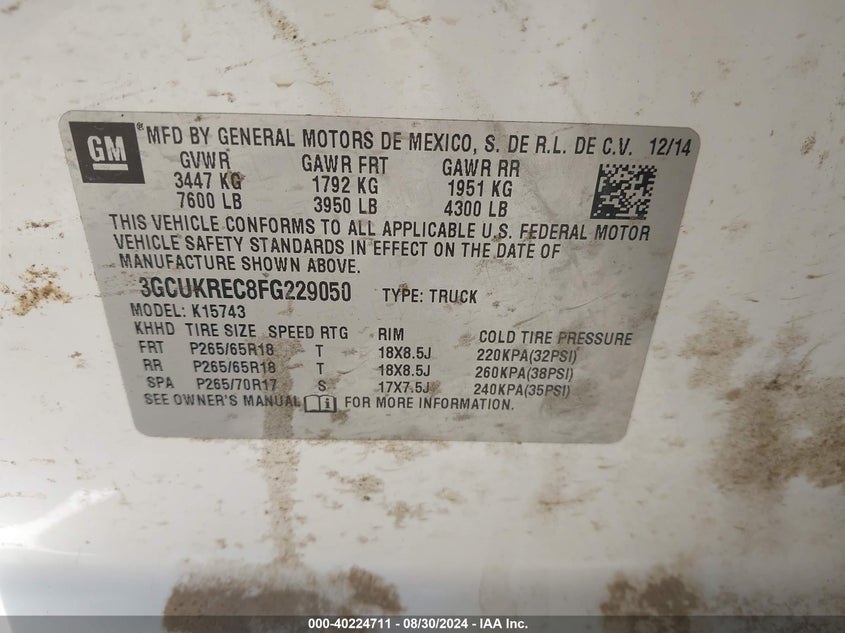 GM ® MFD BY GENERAL MOTORS DE MEXICO, S. DE R.L. DE C.V. 12/14
GVWR GAWR FRT GAWR RR
3447 KG 1792 KG 1951 KG
7600 LB 3950 LB 4300 LB
THIS VEHICLE CONFORMS TO ALL APPLICABLE U.S. FEDERAL MOTOR
VEHICLE SAFETY STANDARDS IN EFFECT ON THE DATE OF
MANUFACTURE SHOWN ABOVE.
3GCUKREC8FG229050 TYPE: TRUCK
MODEL: K15743
KHHD TIRE SIZE SPEED RTG RIM COLD TIRE PRESSURE
FRT P265/65R18 T 18X8.5J 220KPA(32PSI)
RR P265/65R18 T 18X8.5J 260KPA(38PSI)
SPA P265/70R17 S 17X7.5J 240KPA(35PSI)
SEE OWNER'S MANUAL FOR MORE INFORMATION.
000-40224711 - 08/30/2024 - IAA Inc.